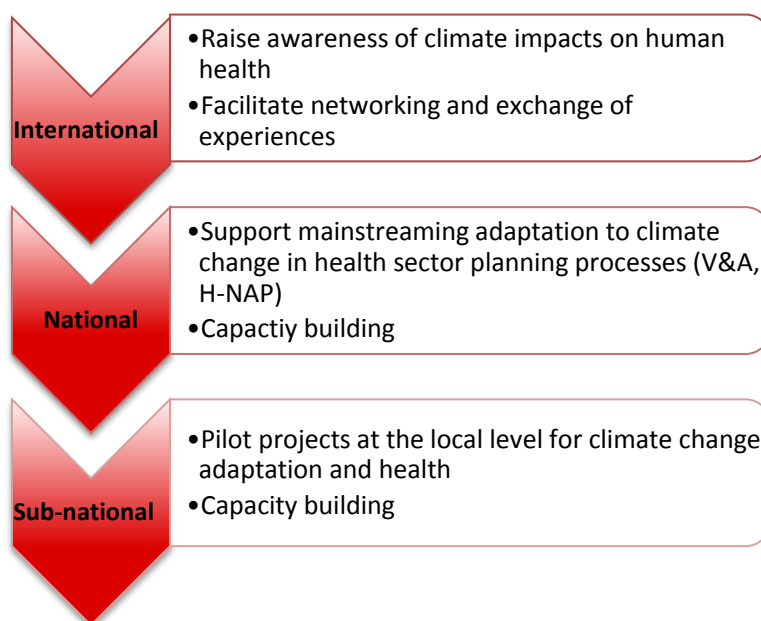 •Raise awareness of climate impacts on human
health
•Facilitate networking and exchange of
experiences
International
•Support mainstreaming adaptation to climate
change in health sector planning processes (V&A,
H-NAP)
•Capactiy building
National
•Pilot projects at the local level for climate change
adaptation and health
•Capacity building
Sub-national